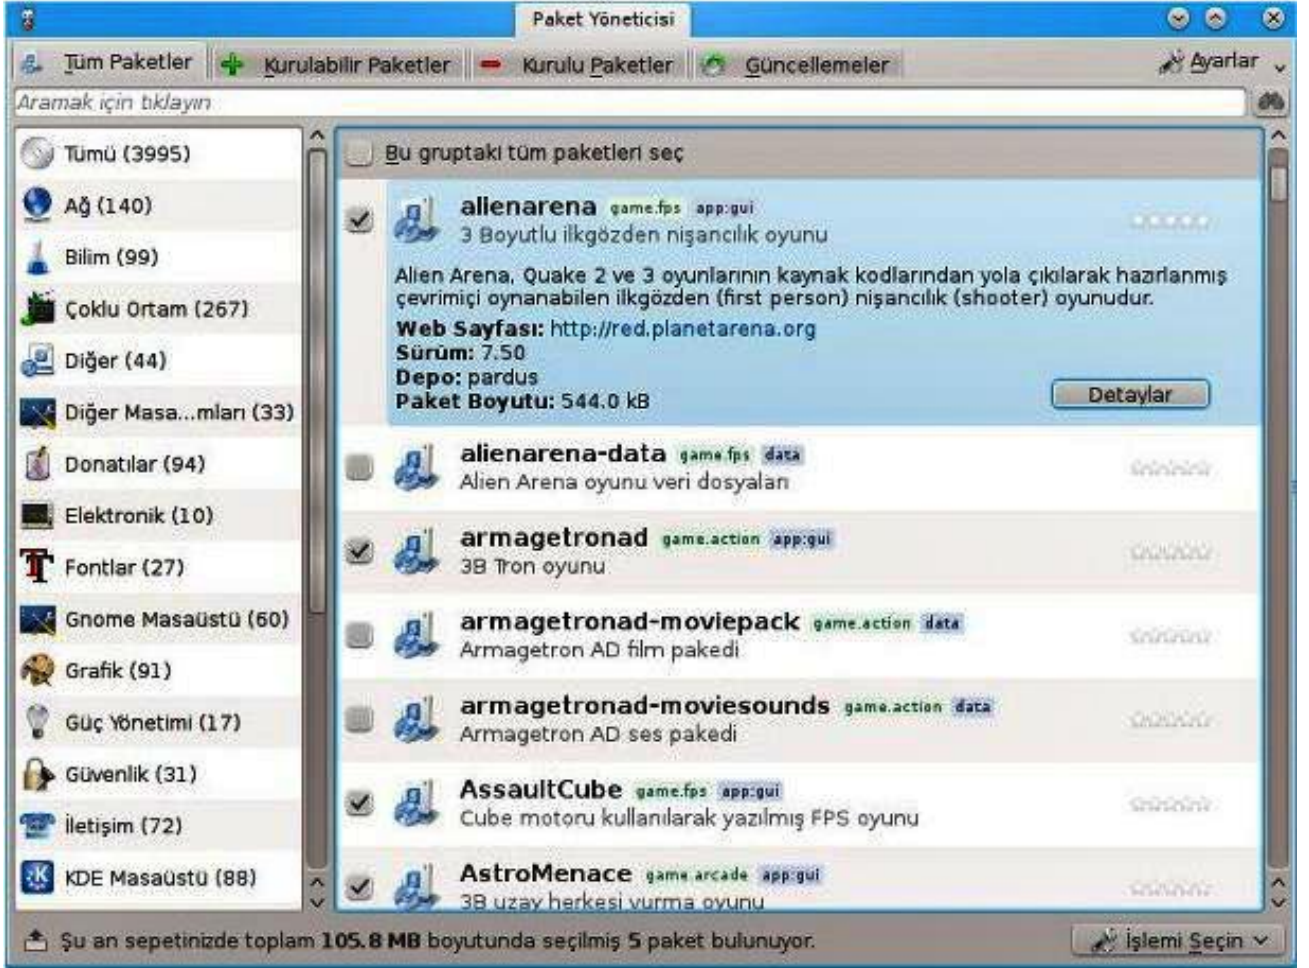 Paket Yöneticisi
Tüm Paketler Kurulabilir Paketler Kurulu Paketler Güncellemeler Ayarlar
Aramak için tıklayın
Tümü (3995)
Ağ (140)
Bilim (99)
Çoklu Ortam (267)
Diğer (44)
Diğer Masa...mları (33)
Donatılar (94)
Elektronik (10)
Fontlar (27)
Gnome Masaüstü (60)
Grafik (91)
Güç Yönetimi (17)
Güvenlik (31)
İletişim (72)
KDE Masaüstü (88)
Bu gruptaki tüm paketleri seç
alienarena game.fps app:gui
3 Boyutlu ilkgözden nişancılık oyunu
Alien Arena, Quake 2 ve 3 oyunlarının kaynak kodlarından yola çıkılarak hazırlanmış
çevrimiçi oynanabilen ilkgözden (first person) nişancılık (shooter) oyunudur.
Web Sayfası: http://red.planetarena.org
Sürüm: 7.50
Depo: pardus
Paket Boyutu: 544.0 kB
Detaylar
alienarena-data game.fps data
Alien Arena oyunu veri dosyaları
armagetronad game.action app:gui
3B Tron oyunu
armagetronad-moviepack game.action data
Armagetron AD film pakedi
armagetronad-moviesounds game.action data
Armagetron AD ses pakedi
AssaultCube game.fps app:gui
Cube motoru kullanılarak yazılmış FPS oyunu
AstroMenace game.arcade app:gui
3B uzay herkesi vurma oyunu
Şu an sepetinizde toplam 105.8 MB boyutunda seçilmiş 5 paket bulunuyor.
İşlemi Seçin